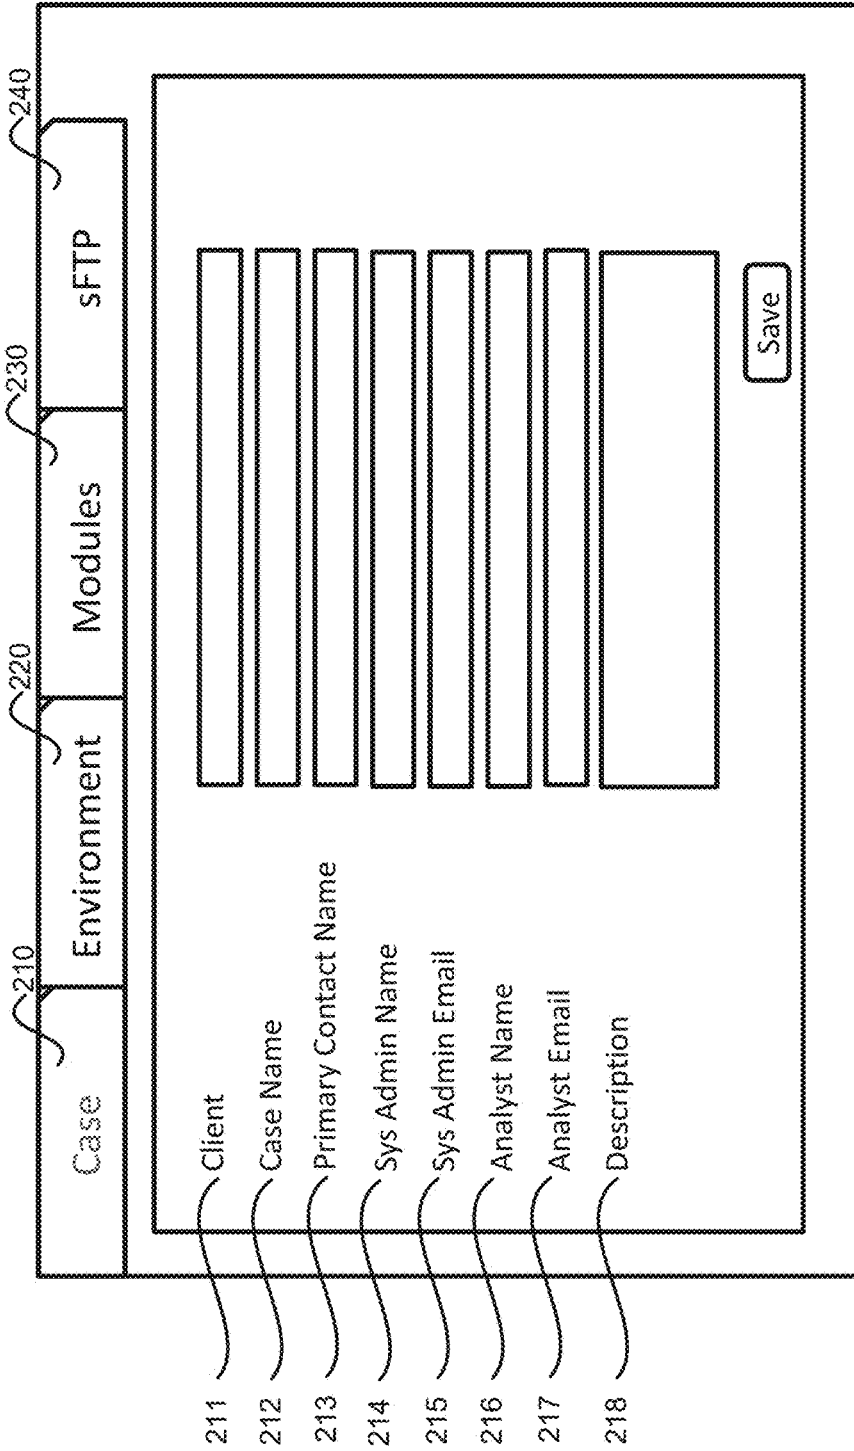 210 220 230 240
Case Environment Modules sFTP
211 Client
212 Case Name
213 Primary Contact Name
214 Sys Admin Name
215 Sys Admin Email
216 Analyst Name
217 Analyst Email
218 Description
Save